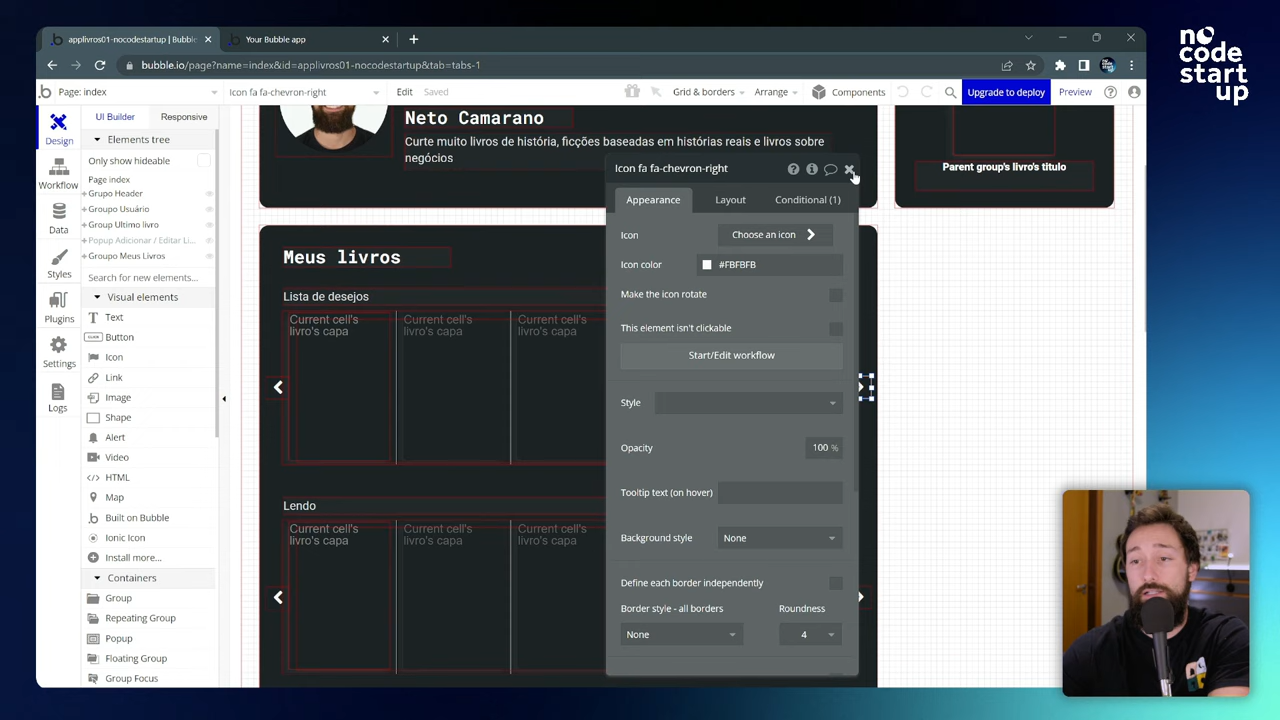 no
code
start
up
applivros01-nocodestartup | Bubbl
Your Bubble app
bubble.io/page?name=index&id=applivros01-nocodestartup&tab=tabs-1
Page: index
Icon fa fa-chevron-right
Edit
Saved
Grid & borders
Arrange
Components
Upgrade to deploy
Preview
Design
Workflow
Data
Styles
Plugins
Settings
Logs
UI Builder
Responsive
Elements tree
Only show hideable
Page index
Grupo Header
Grupo Usuário
Grupo Ultimo livro
Popup Adicionar / Editar Li...
Grupo Meus Livros
Search for new elements...
Visual elements
Text
CLICK
Button
Icon
Link
Image
Shape
Alert
Video
HTML
Map
Built on Bubble
Ionic Icon
Install more...
Containers
Group
Repeating Group
Popup
Floating Group
Group Focus
Neto Camarano
Curte muito livros de história, ficções baseadas em histórias reais e livros sobre
negócios
Parent group's livro's titulo
Meus livros
Lista de desejos
Current cell's
livro's capa
Current cell's
livro's capa
Current cell's
livro's capa
Lendo
Current cell's
livro's capa
Current cell's
livro's capa
Current cell's
livro's capa
Icon fa fa-chevron-right
Appearance
Layout
Conditional (1)
Icon
Choose an icon
Icon color
#FBFBFB
Make the icon rotate
This element isn't clickable
Start/Edit workflow
Style
Opacity
100 %
Tooltip text (on hover)
Background style
None
Define each border independently
Border style - all borders
Roundness
None
4